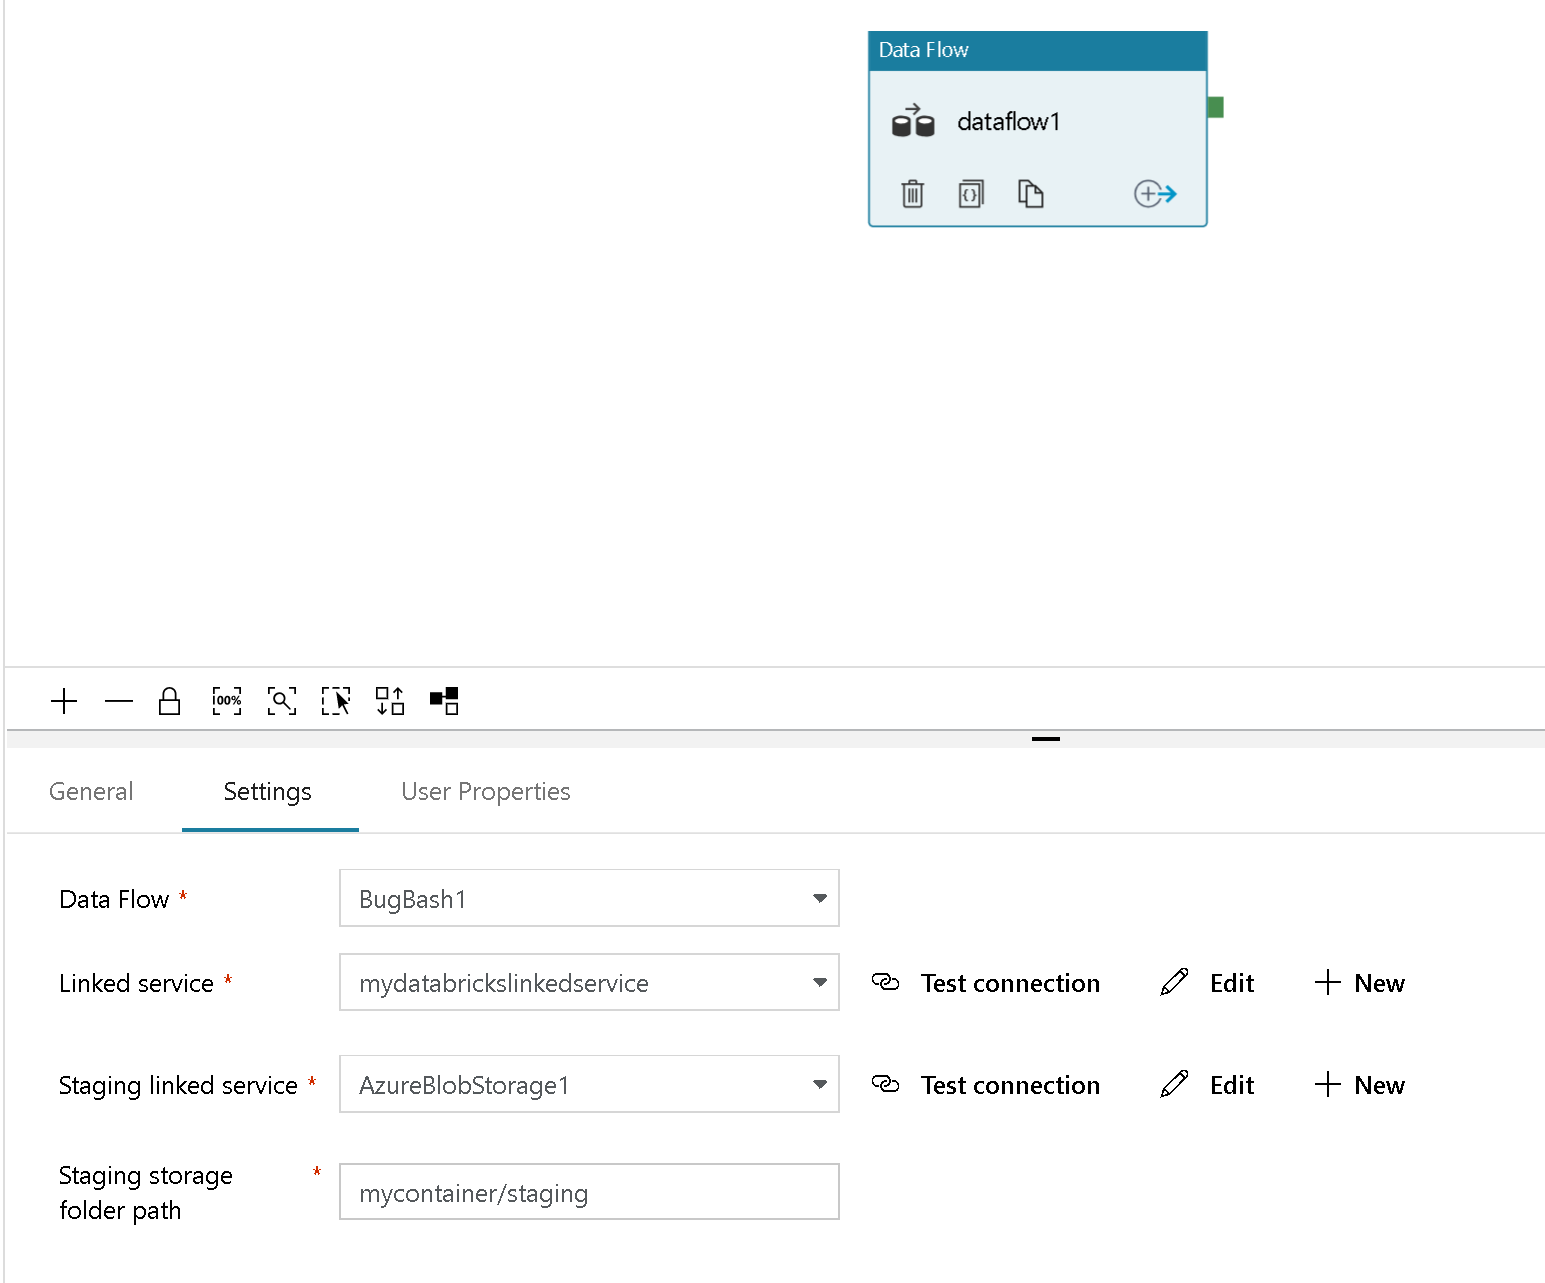 Data Flow
dataflow1
{}
00%
General Settings User Properties
Data Flow * BugBash1
Linked service * mydatabrickslinkedservice Test connection Edit New
Staging linked service * AzureBlobStorage1 Test connection Edit New
Staging storage * 
folder path
mycontainer/staging